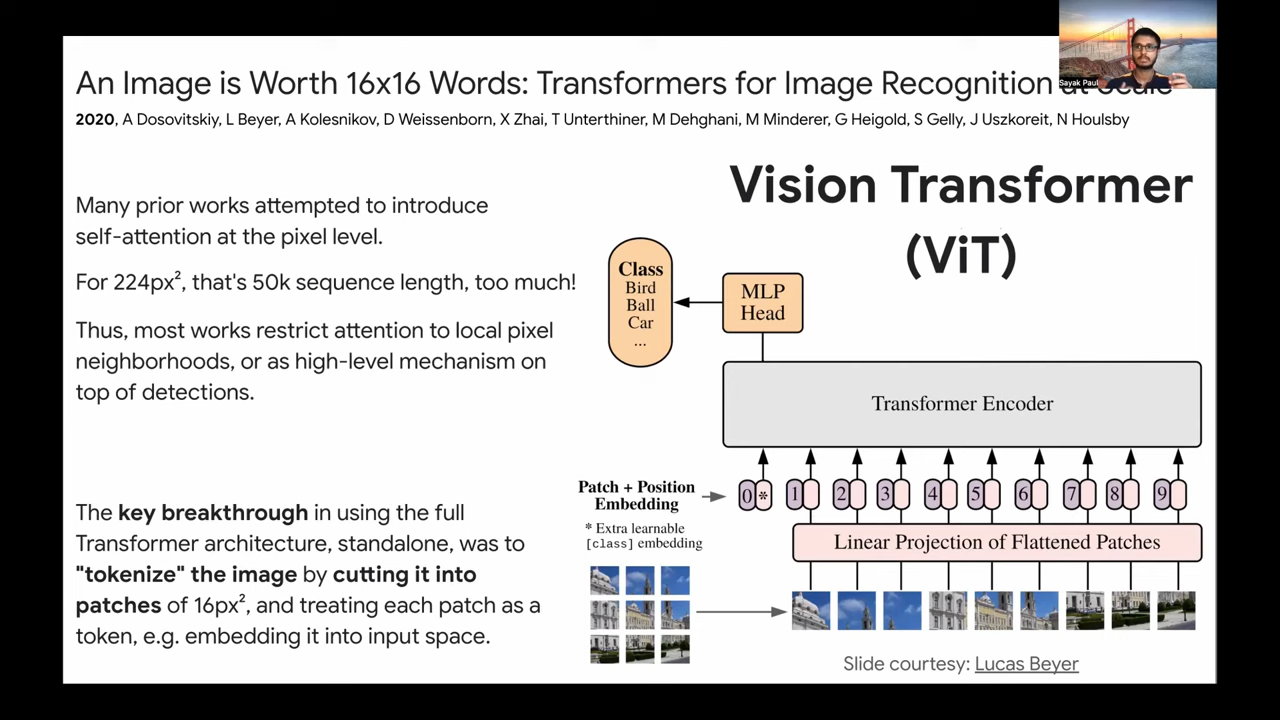 An Image is Worth 16x16 Words: Transformers for Image Recognition at Scale
Sayak Paul
2020, A Dosovitskiy, L Beyer, A Kolesnikov, D Weissenborn, X Zhai, T Unterthiner, M Dehghani, M Minderer, G Heigold, S Gelly, J Uszkoreit, N Houlsby
Vision Transformer
(ViT)
Many prior works attempted to introduce
self-attention at the pixel level.
For 224px², that's 50k sequence length, too much!
Thus, most works restrict attention to local pixel
neighborhoods, or as high-level mechanism on
top of detections.
The key breakthrough in using the full
Transformer architecture, standalone, was to
"tokenize" the image by cutting it into
patches of 16px², and treating each patch as a
token, e.g. embedding it into input space.
Class
Bird
Ball
Car
...
MLP
Head
Transformer Encoder
Patch + Position
Embedding
* Extra learnable
[class] embedding
0 * 1 2 3 4 5 6 7 8 9
Linear Projection of Flattened Patches
Slide courtesy: Lucas Beyer